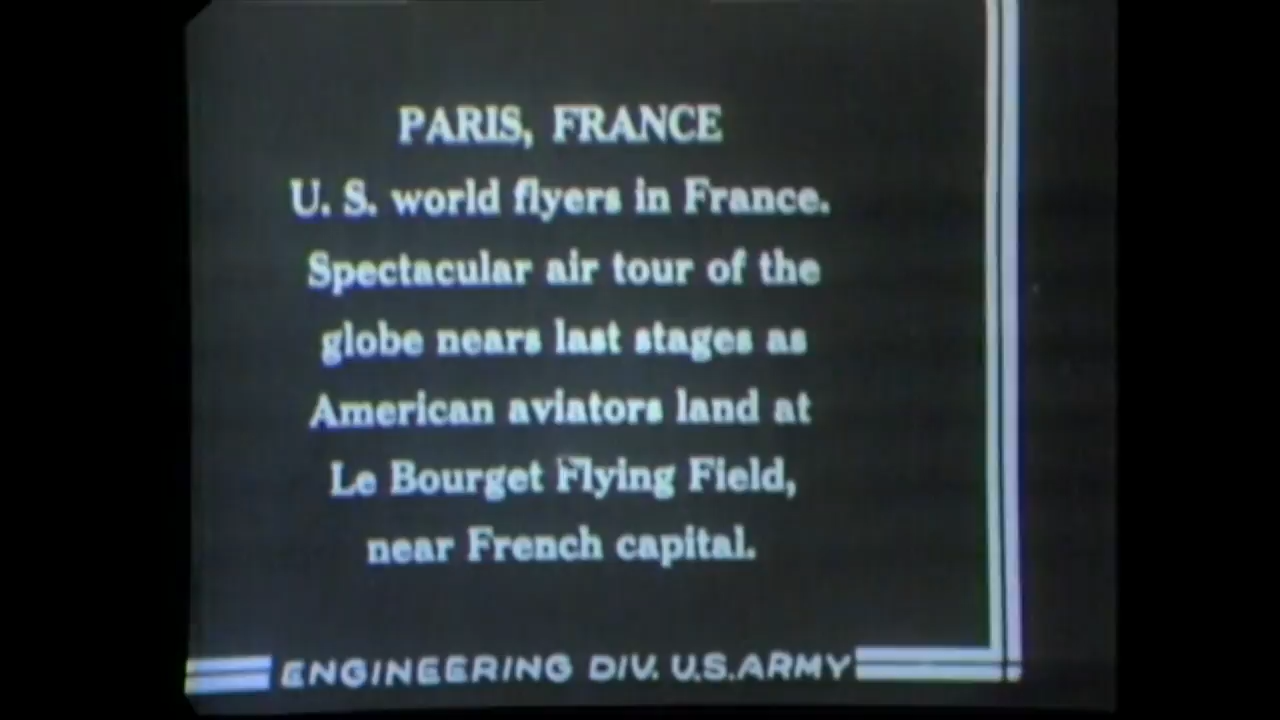 PARIS, FRANCE
U. S. world flyers in France.
Spectacular air tour of the
globe nears last stages as
American aviators land at
Le Bourget Flying Field,
near French capital.
ENGINEERING DIV. U.S.ARMY